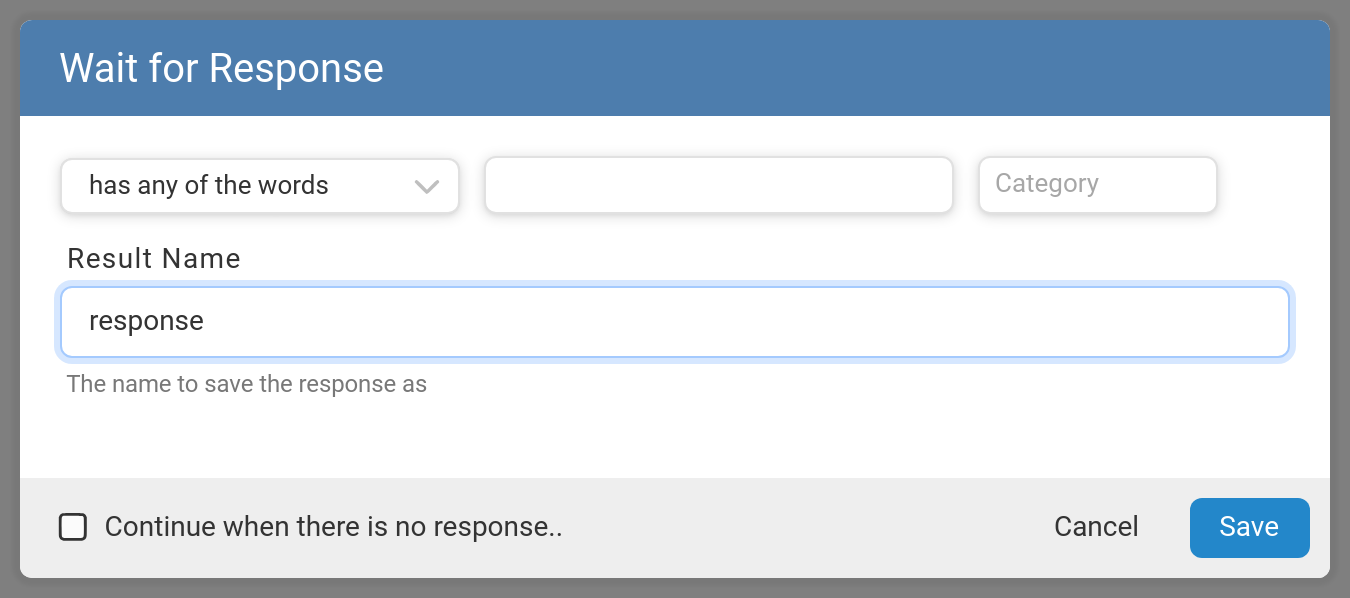 Wait for Response
has any of the words
Category
Result Name
response
The name to save the response as
Continue when there is no response..
Cancel
Save